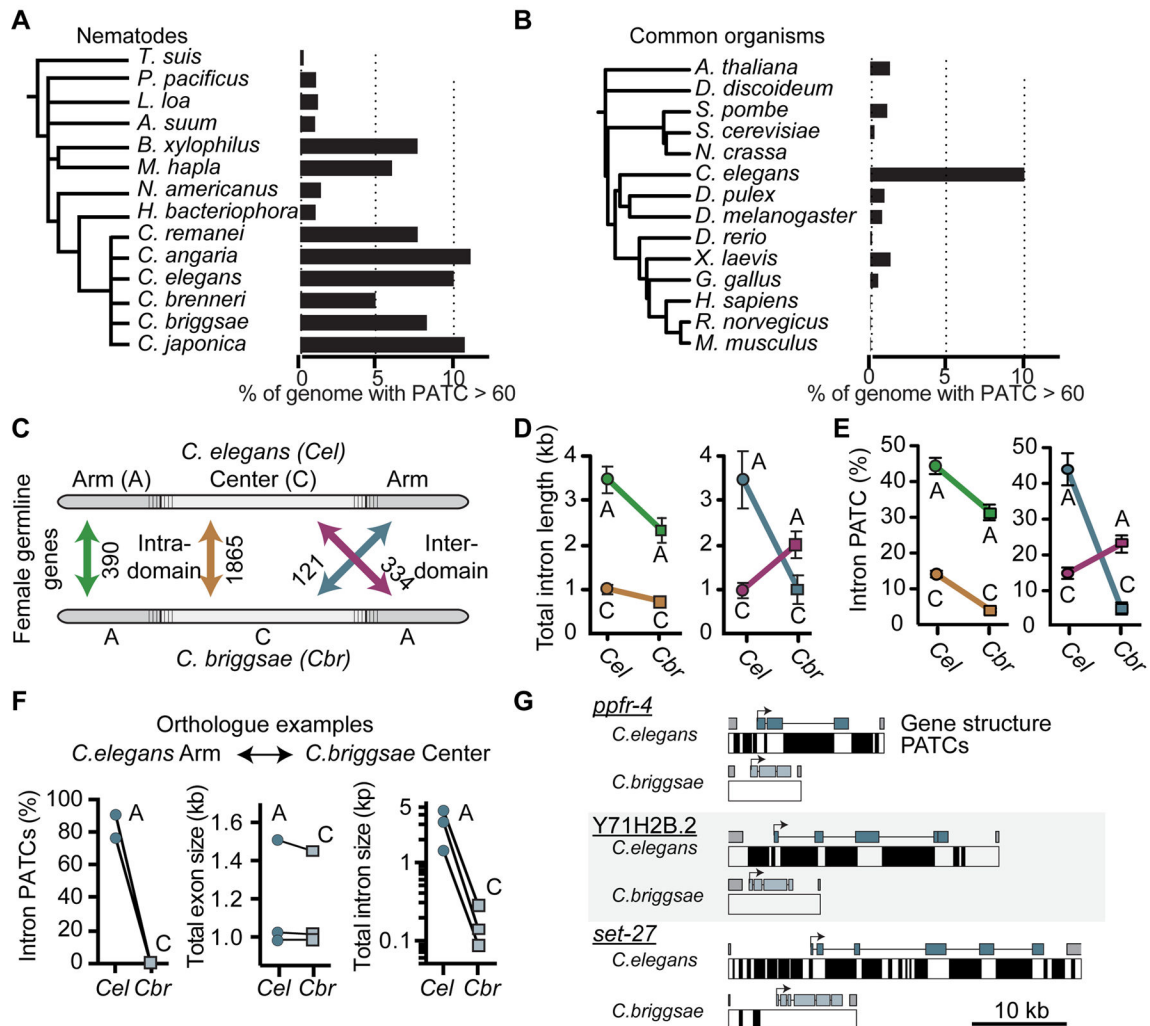 A
Nematodes
T. suis
P. pacificus
L. loa
A. suum
B. xylophilus
M. hapla
N. americanus
H. bacteriophora
C. remanei
C. angaria
C. elegans
C. brenneri
C. briggsae
C. japonica
0 5 10
% of genome with PATC > 60
B
Common organisms
A. thaliana
D. discoideum
S. pombe
S. cerevisiae
N. crassa
C. elegans
D. pulex
D. melanogaster
D. rerio
X. laevis
G. gallus
H. sapiens
R. norvegicus
M. musculus
0 5 10
% of genome with PATC > 60
C
C. elegans (Cel)
Arm (A) Center (C) Arm
Female germline
genes
390
Intra-
domain
1865
121
334
Inter-
domain
A C A
C. briggsae (Cbr)
D
Total intron length (kb)
4
3
2
1
0
A
A
C
C
Cel Cbr
4
3
2
1
0
A
A
C
C
Cel Cbr
E
Intron PATC (%)
50
40
30
20
10
0
A
A
C
C
Cel Cbr
50
40
30
20
10
0
A
A
C
C
Cel Cbr
F
Orthologue examples
C.elegans Arm C.briggsae Center
Intron PATCs (%)
100
80
60
40
20
0
A
C
Cel Cbr
Total exon size (kb)
1.6
1.4
1.2
1.0
A
C
Cel Cbr
Total intron size (kp)
5
1
0.1
A
C
Cel Cbr
G
ppfr-4
C.elegans
Gene structure
PATCs
C.briggsae
Y71H2B.2
C.elegans
C.briggsae
set-27
C.elegans
C.briggsae
10 kb